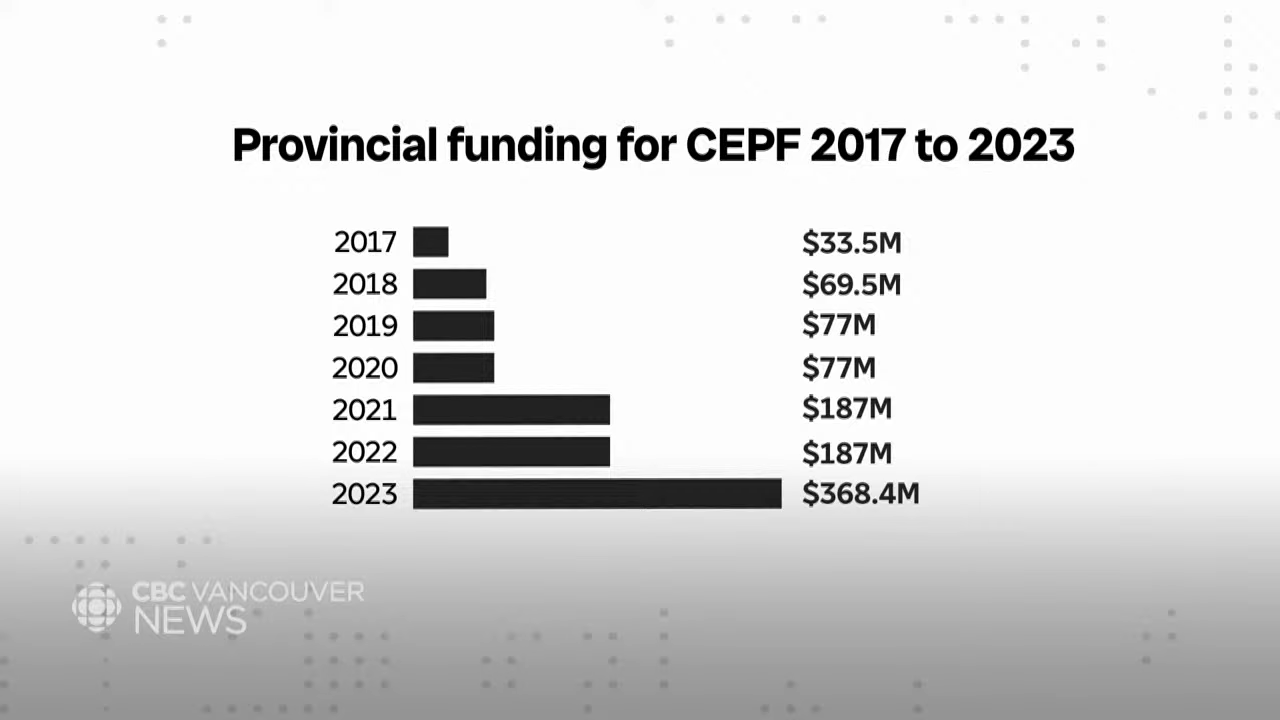 Provincial funding for CEPF 2017 to 2023
2017 $33.5M
2018 $69.5M
2019 $77M
2020 $77M
2021 $187M
2022 $187M
2023 $368.4M
CBC VANCOUVER
NEWS